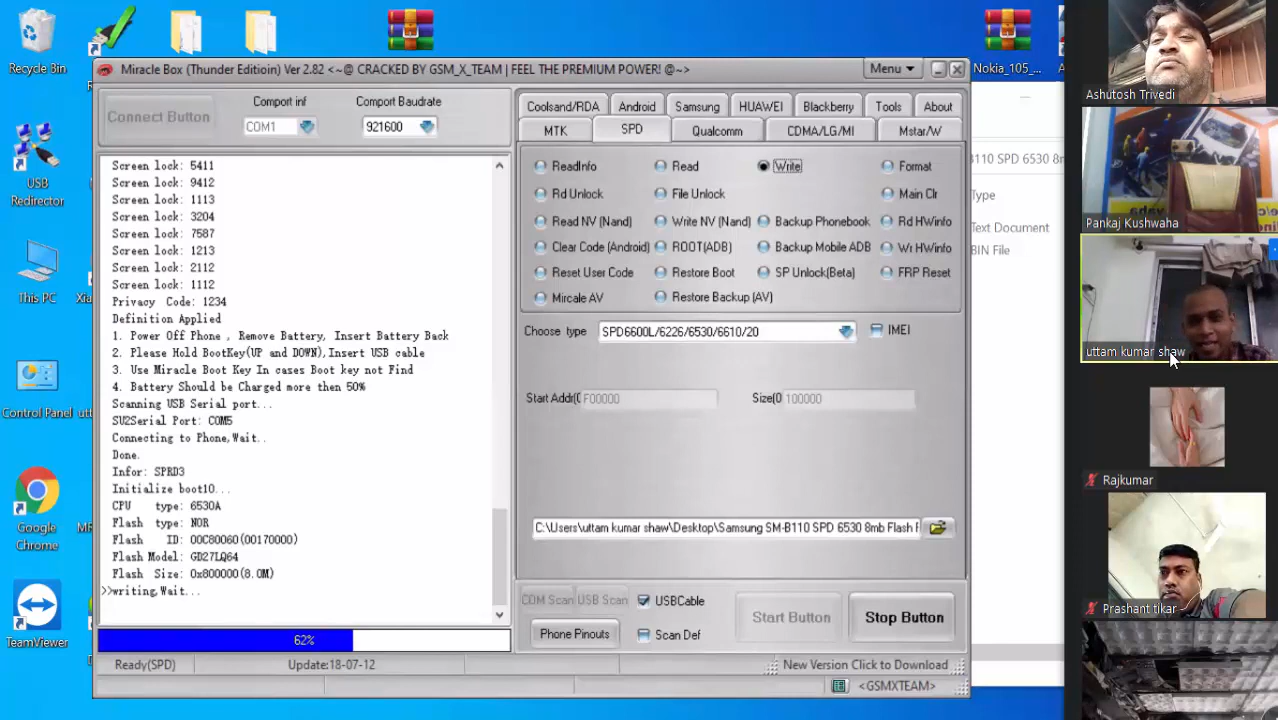 Recycle Bin
USB
Redirector
This PC
Control Panel
Google
Chrome
TeamViewer
Miracle Box (Thunder Editioin) Ver 2.82 <~@ CRACKED BY GSM_X_TEAM | FEEL THE PREMIUM POWER! @~>
Menu
Nokia_105_...
Connect Button
Comport inf
Comport Baudrate
COM1
921600
Screen lock: 5411
Screen lock: 9412
Screen lock: 1113
Screen lock: 3204
Screen lock: 7587
Screen lock: 1213
Screen lock: 2112
Screen lock: 1112
Privacy Code: 1234
Definition Applied
1. Power Off Phone , Remove Battery, Insert Battery Back
2. Please Hold BootKey(UP and DOWN),Insert USB cable
3. Use Miracle Boot Key In cases Boot key not Find
4. Battery Should be Charged more then 50%
Scanning USB Serial port...
SU2Serial Port: COM5
Connecting to Phone,Wait..
Done.
Infor: SPRD3
Initialize boot10...
CPU type: 6530A
Flash type: NOR
Flash ID: 00C80060(00170000)
Flash Model: GD27LQ64
Flash Size: 0x800000(8.0M)
>>writing,Wait...
62%
Ready(SPD)
Update:18-07-12
Coolsand/RDA
Android
Samsung
HUAWEI
Blackberry
Tools
About
MTK
SPD
Qualcomm
CDMA/LG/MI
Mstar/W
ReadInfo
Read
Write
Format
Rd Unlock
File Unlock
Main Clr
Read NV (Nand)
Write NV (Nand)
Backup Phonebook
Rd HWinfo
Clear Code (Android)
ROOT(ADB)
Backup Mobile ADB
Wr HWinfo
Reset User Code
Restore Boot
SP Unlock(Beta)
FRP Reset
Mircale AV
Restore Backup (AV)
Choose type
SPD6600L/6226/6530/6610/20
IMEI
Start Addr(0
F00000
Size(0
100000
C:\Users\uttam kumar shaw\Desktop\Samsung SM-B110 SPD 6530 8mb Flash F
COM Scan
USB Scan
USBCable
Start Button
Stop Button
Phone Pinouts
Scan Def
New Version Click to Download
<GSMXTEAM>
B110 SPD 6530 8m
Type
Text Document
BIN File
Ashutosh Trivedi
Pankaj Kushwaha
uttam kumar shaw
Rajkumar
Prashant tikar